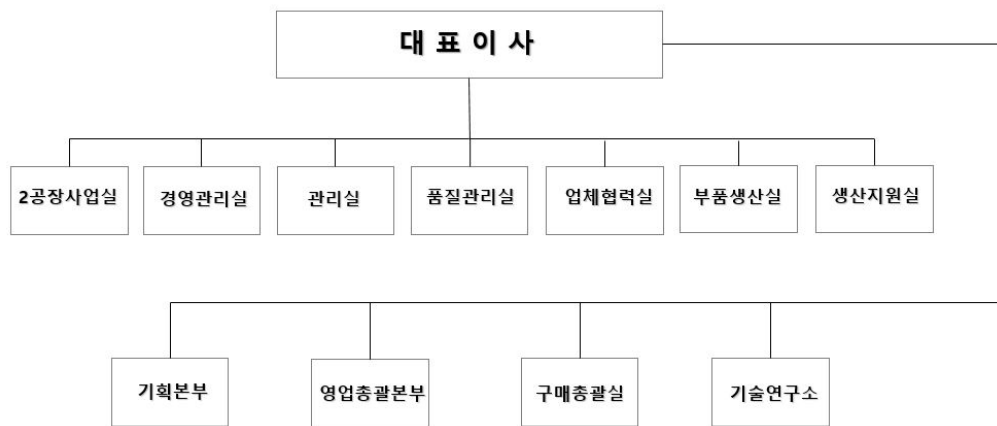 대 표 이 사
2공장사업실
경영관리실
관리실
품질관리실
업체협력실
부품생산실
생산지원실
기획본부
영업총괄본부
구매총괄실
기술연구소